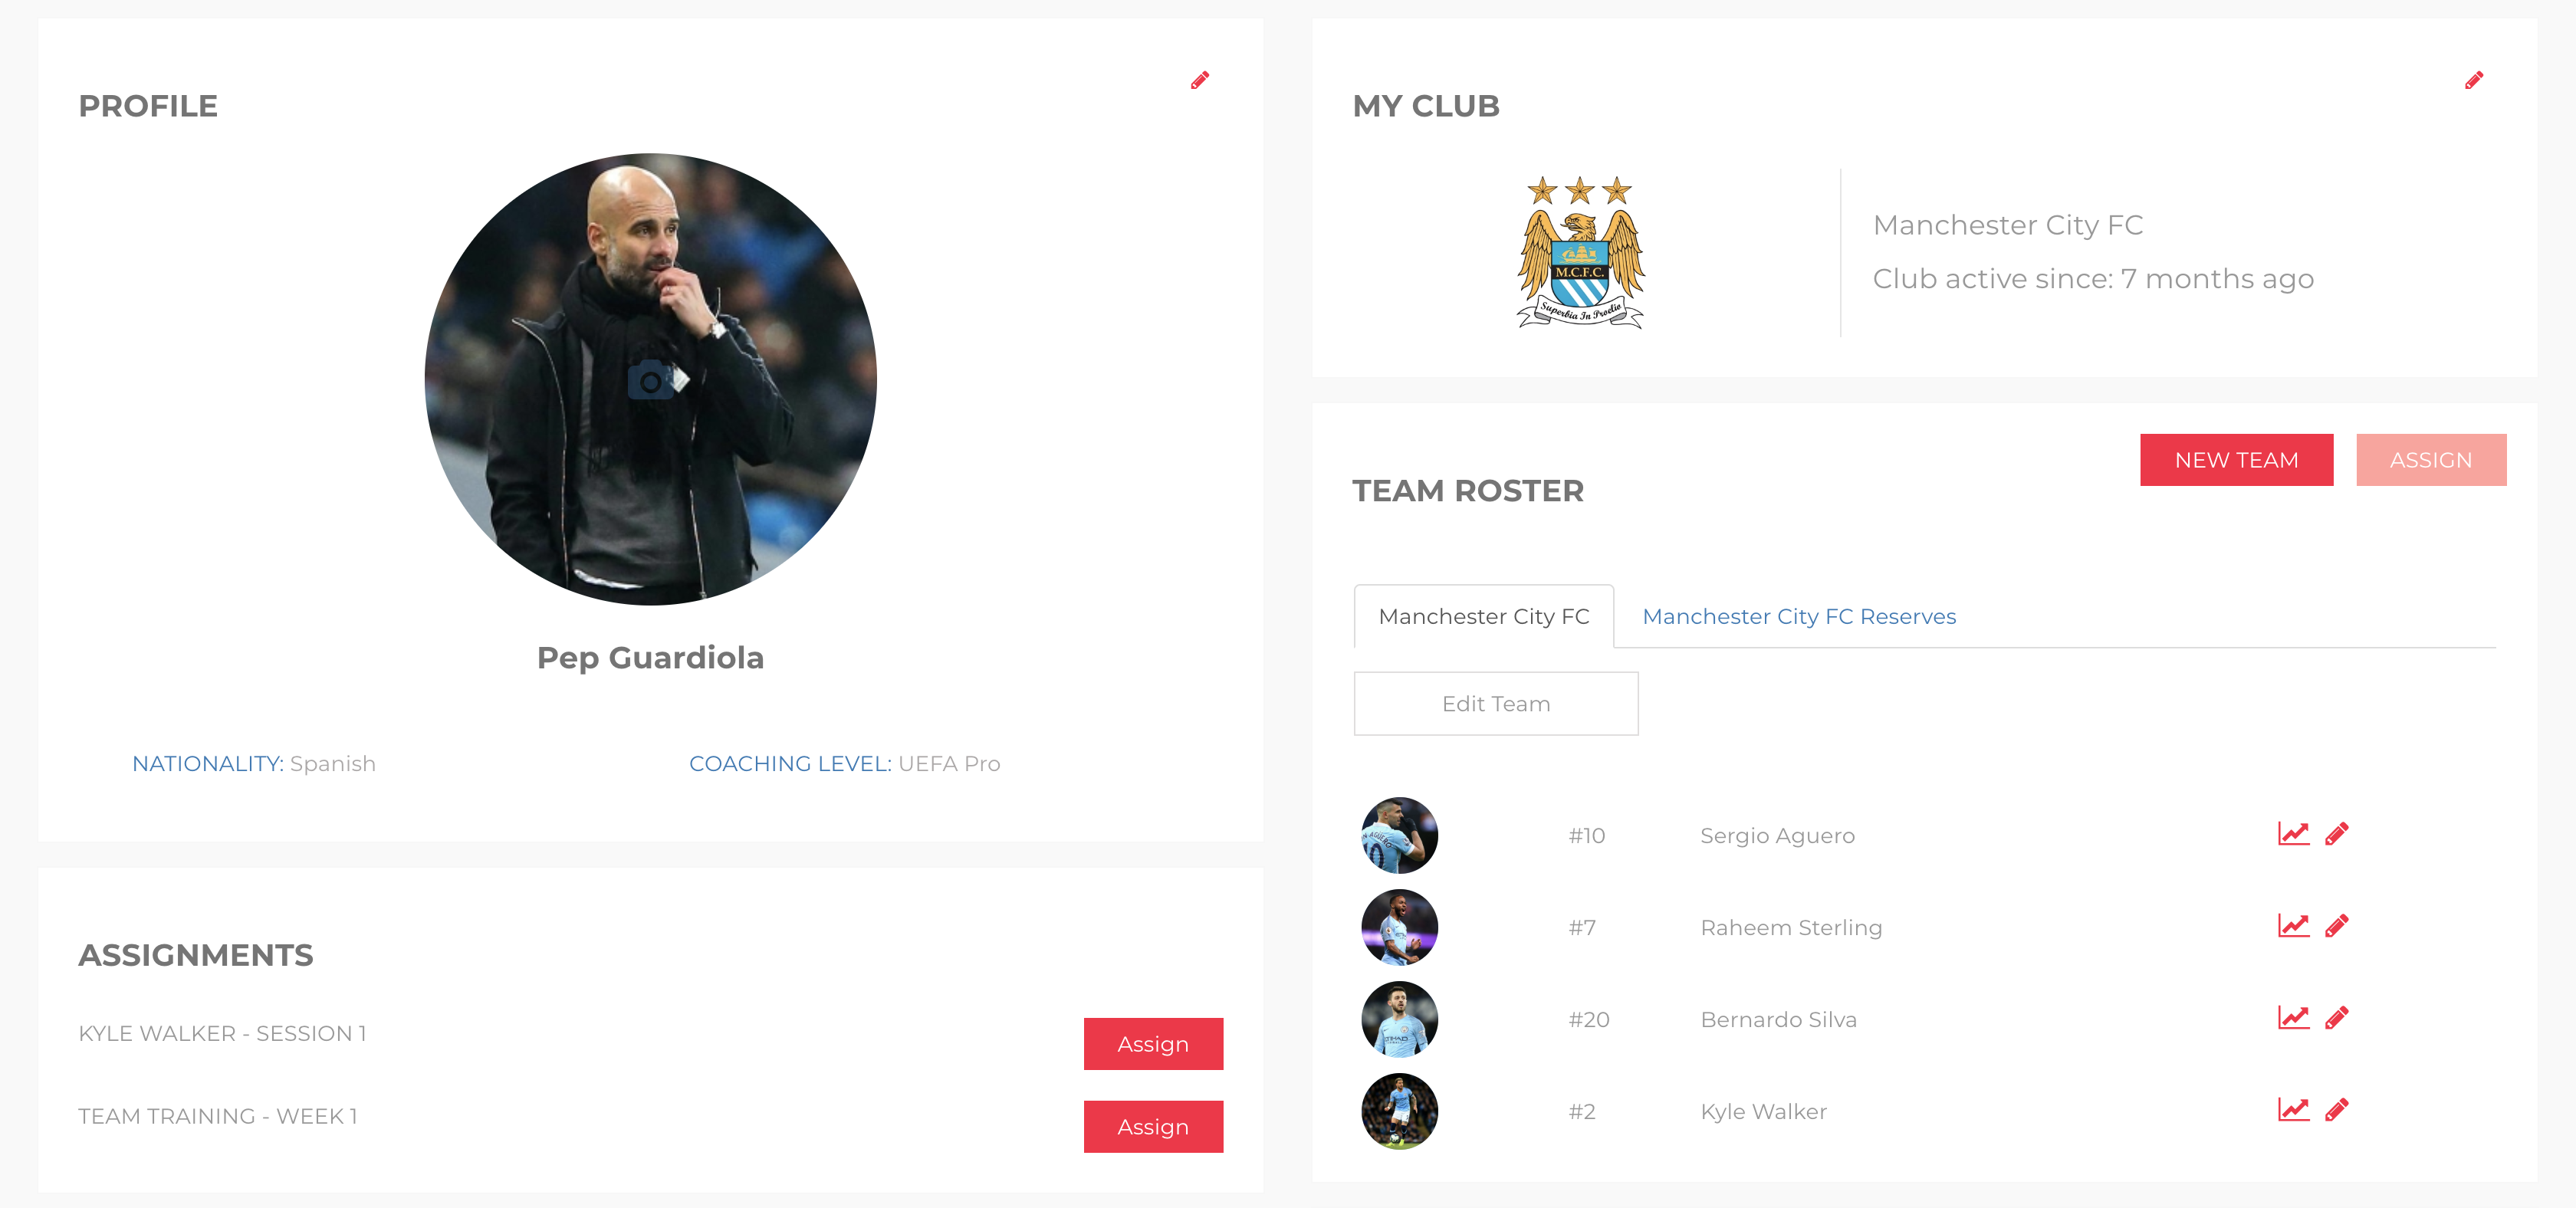 PROFILE
Pep Guardiola
NATIONALITY: Spanish
COACHING LEVEL: UEFA Pro
ASSIGNMENTS
KYLE WALKER - SESSION 1
Assign
TEAM TRAINING - WEEK 1
Assign
MY CLUB
M.C.F.C.
Superbia In Proelio
Manchester City FC
Club active since: 7 months ago
NEW TEAM
ASSIGN
TEAM ROSTER
Manchester City FC
Manchester City FC Reserves
Edit Team
#10 Sergio Aguero
#7 Raheem Sterling
#20 Bernardo Silva
#2 Kyle Walker